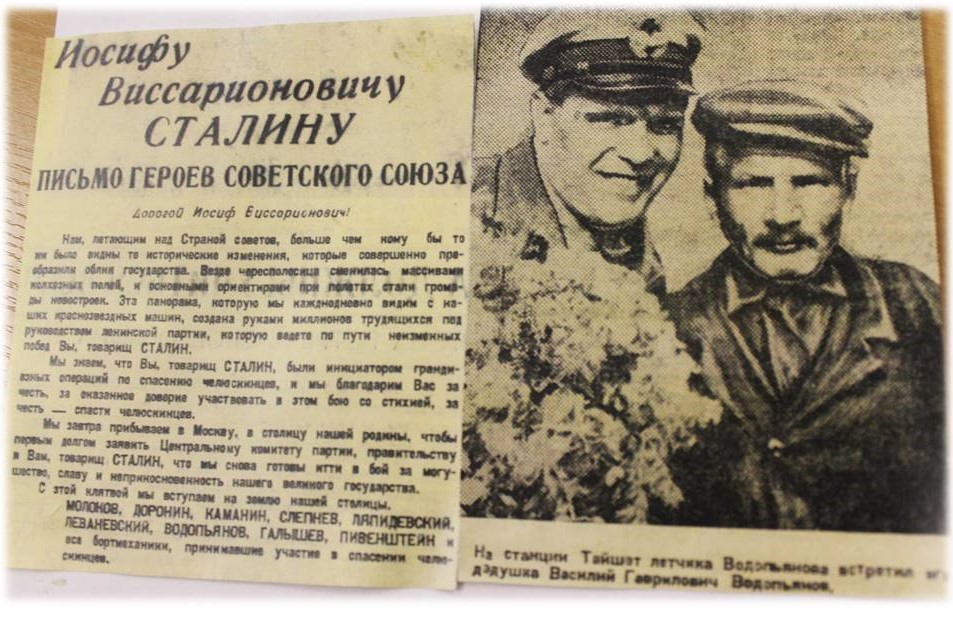 Иосифу
Виссарионовичу
СТАЛИНУ
ПИСЬМО ГЕРОЕВ СОВЕТСКОГО СОЮЗА
Дорогой Иосиф Виссарионович!
Нам, летающим над Страной советов, больше чем кому бы то
ни было видны те исторические изменения, которые совершенно пре-
образили облик государства. Везде чересполосица сменилась массивами
колхозных полей, и основными ориентирами при полетах стали грома-
ды новостроек. Эта панорама, которую мы каждодневно видим с на-
ших краснозвездных машин, создана руками миллионов трудящихся под
руководством ленинской партии, которую ведете по пути неизменных
побед Вы, товарищ СТАЛИН.
Мы знаем, что Вы, товарищ СТАЛИН, были инициатором гранди-
озных операций по спасению челюскинцев, и мы благодарим Вас за
честь, за оказанное доверие участвовать в этом бою со стихией, за
честь — спасти челюскинцев.
Мы завтра прибываем в Москву, в столицу нашей родины, чтобы
первым долгом заявить Центральному комитету партии, правительству
и Вам, товарищ СТАЛИН, что мы снова готовы итти в бой за могу-
щество, славу и неприкосновенность нашего великого государства.
С этой клятвой мы вступаем на землю нашей столицы.
МОЛОКОВ, ДОРОНИН, КАМАНИН, СЛЕПНЕВ, ЛЯПИДЕВСКИЙ,
ЛЕВАНЕВСКИЙ, ВОДОПЬЯНОВ, ГАЛЫШЕВ, ПИВЕНШТЕЙН и
все бортмеханики, принимавшие участие в спасении челю-
скинцев.
На станции Тайшэт летчика Водопьянова встретил его
дядушка Василий Гаврилович Водопьянов.